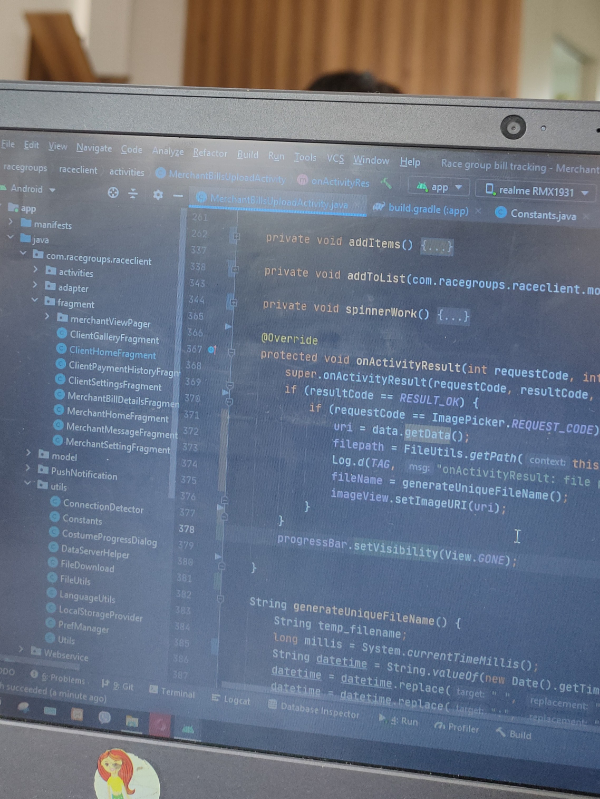 File Edit View Navigate Code Analyze Refactor Build Run Tools VCS Window Help Race group bill tracking - Merchant
racegroups raceclient activities MerchantBillsUploadActivity onActivityRes app realme RMX1931
Android
MerchantBillsUploadActivity.java build.gradle (:app) Constants.java
app
manifests
java
com.racegroups.raceclient
activities
adapter
fragment
merchantViewPager
ClientGalleryFragment
ClientHomeFragment
ClientPaymentHistoryFragm
ClientSettingsFragment
MerchantBillDetailsFragmen
MerchantHomeFragment
MerchantMessageFragment
MerchantSettingFragment
model
PushNotification
utils
ConnectionDetector
Constants
CostumeProgressDialog
DataServerHelper
FileDownload
FileUtils
LanguageUtils
LocalStorageProvider
PrefManager
Utils
Webservice
261
262 private void addItems() {...}
337
338 private void addToList(com.racegroups.raceclient.mo
343
344 private void spinnerWork() {...}
365
366 @Override
367 protected void onActivityResult(int requestCode, int
368 super.onActivityResult(requestCode, resultCode,
369 if (resultCode == RESULT_OK) {
370 if (requestCode == ImagePicker.REQUEST_CODE)
371 uri = data.getData();
372 filepath = FileUtils.getPath( context: this
373 Log.d(TAG, msg: "onActivityResult: file
374 fileName = generateUniqueFileName();
375 imageView.setImageURI(uri);
376 }
377 }
378 progressBar.setVisibility(View.GONE);
379 }
380
381
382 String generateUniqueFileName() {
383 String temp_filename;
384 long millis = System.currentTimeMillis();
385 String datetime = String.valueOf(new Date().getTim
386 datetime = datetime.replace( target: " ", replacement: "
387 datetime = datetime.replace( target: replacement:
TODO 6: Problems 9: Git Terminal Logcat Database Inspector 4: Run Profiler Build
succeeded (a minute ago)